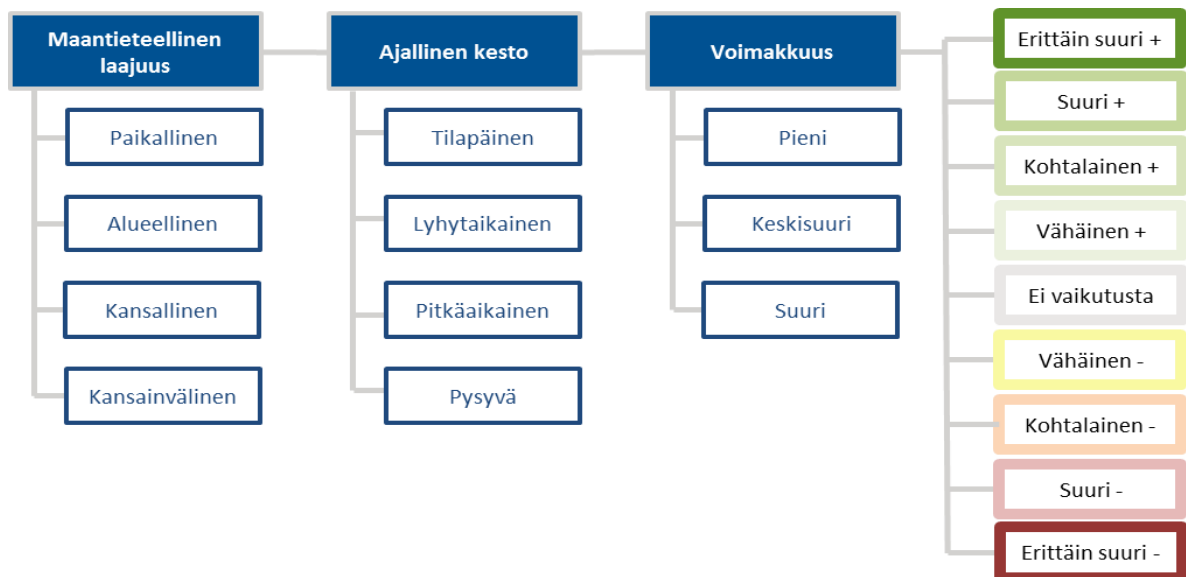 Maantieteellinen
laajuus
Paikallinen
Alueellinen
Kansallinen
Kansainvälinen
Ajallinen kesto
Tilapäinen
Lyhytaikainen
Pitkäaikainen
Pysyvä
Voimakkuus
Pieni
Keskisuuri
Suuri
Erittäin suuri +
Suuri +
Kohtalainen +
Vähäinen +
Ei vaikutusta
Vähäinen -
Kohtalainen -
Suuri -
Erittäin suuri -